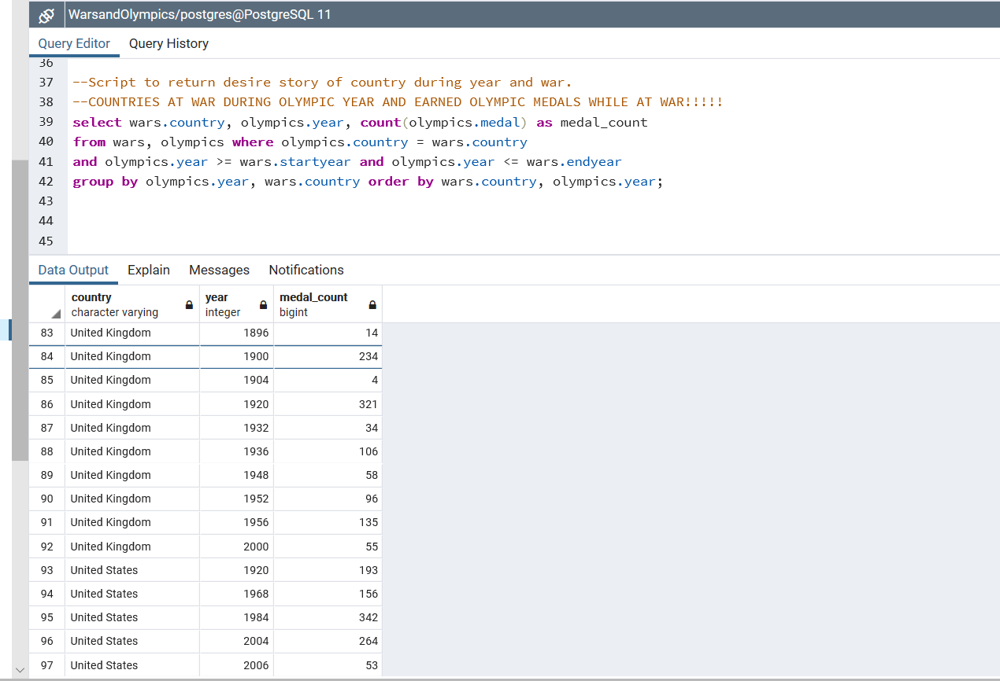 WarsandOlympics/postgres@PostgreSQL 11
Query Editor Query History
36
37 --Script to return desire story of country during year and war.
38 --COUNTRIES AT WAR DURING OLYMPIC YEAR AND EARNED OLYMPIC MEDALS WHILE AT WAR!!!!!
39 select wars.country, olympics.year, count(olympics.medal) as medal_count
40 from wars, olympics where olympics.country = wars.country
41 and olympics.year >= wars.startyear and olympics.year <= wars.endyear
42 group by olympics.year, wars.country order by wars.country, olympics.year;
43
44
45
Data Output Explain Messages Notifications
country year medal_count
character varying integer bigint
83 United Kingdom 1896 14
84 United Kingdom 1900 234
85 United Kingdom 1904 4
86 United Kingdom 1920 321
87 United Kingdom 1932 34
88 United Kingdom 1936 106
89 United Kingdom 1948 58
90 United Kingdom 1952 96
91 United Kingdom 1956 135
92 United Kingdom 2000 55
93 United States 1920 193
94 United States 1968 156
95 United States 1984 342
96 United States 2004 264
97 United States 2006 53